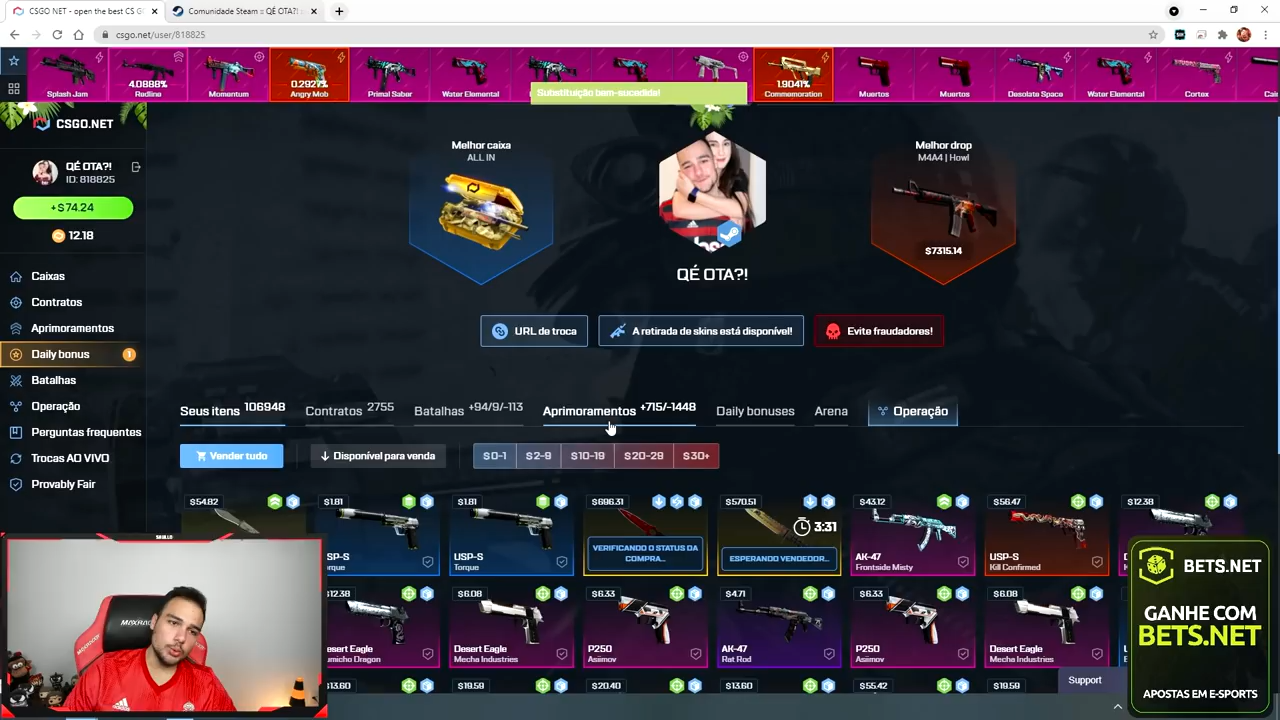 CSGO NET - open the best CS G
Comunidade Steam :: QÉ OTA?! :
csgo.net/user/818825
Splash Jam
4.0888%
Redline
Momentum
0.2927%
Angry Mob
Primal Saber
Water Elemental
1.9041%
Commemoration
Muertos
Muertos
Desolate Space
Water Elemental
Cortex
Substituição bem-sucedida!
CSGO.NET
QÉ OTA?!
ID: 818825
+$74.24
12.18
Caixas
Contratos
Aprimoramentos
Daily bonus 1
Batalhas
Operação
Perguntas frequentes
Trocas AO VIVO
Provably Fair
Melhor caixa
ALL IN
QÉ OTA?!
Melhor drop
M4A4 | Howl
$7315.14
URL de troca
A retirada de skins está disponível!
Evite fraudadores!
Seus itens 106948
Contratos 2755
Batalhas +94/9/-113
Aprimoramentos +715/-1448
Daily bonuses
Arena
Operação
Vender tudo
Disponível para venda
$0-1
$2-9
$10-19
$20-29
$30+
$54.82
$1.81
SP-S
orque
$1.81
USP-S
Torque
$696.31
VERIFICANDO O STATUS DA
COMPRA...
$570.51
3:31
ESPERANDO VENDEDOR...
$43.12
AK-47
Frontside Misty
$56.47
USP-S
Kill Confirmed
$12.38
$12.38
Desert Eagle
umicho Dragon
$6.08
Desert Eagle
Mecha Industries
$6.33
P250
Asiimov
$4.71
AK-47
Rat Rod
$6.33
P250
Asiimov
$6.08
Desert Eagle
Mecha Industries
$13.60
$19.59
$20.40
$13.60
$55.42
$19.59
Support
BETS.NET
GANHE COM
BETS.NET
APOSTAS EM E-SPORTS